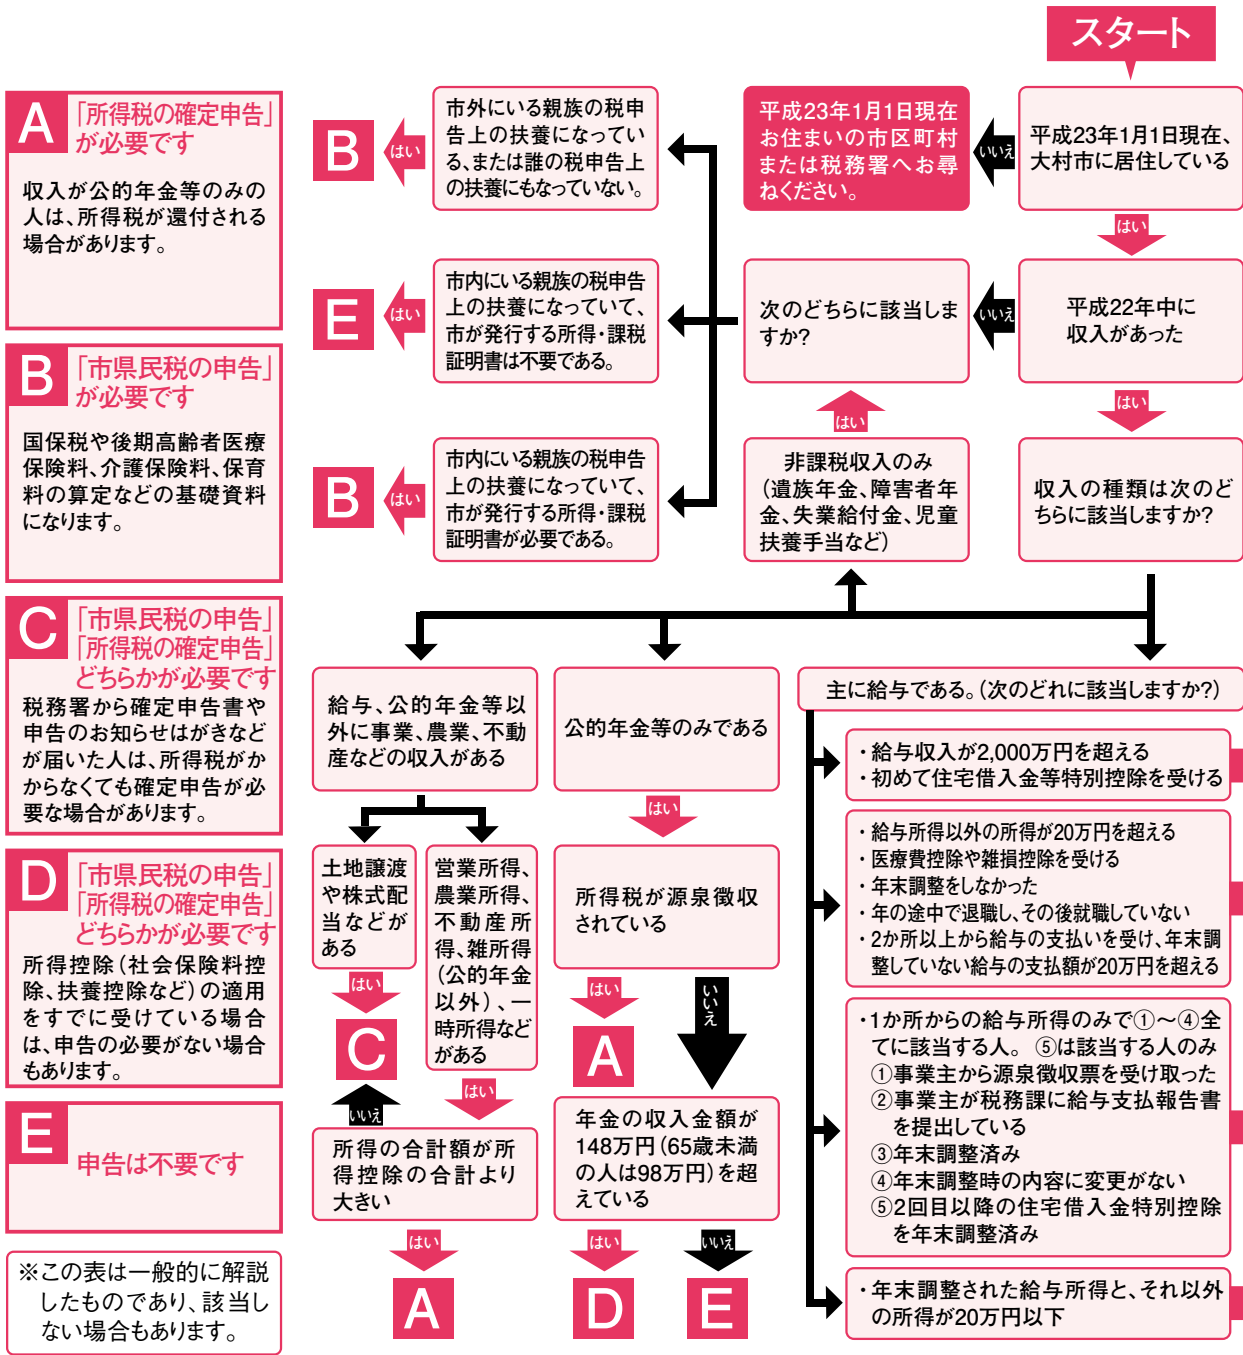 スタート
平成23年1月1日現在、
大村市に居住している
いいえ
平成23年1月1日現在
お住まいの市区町村
または税務署へお尋
ねください。
はい
平成22年中に
収入があった
いいえ
次のどちらに該当しま
すか?
市外にいる親族の税申
告上の扶養になってい
る、または誰の税申告上
の扶養にもなっていない。
はい
B
市内にいる親族の税申告
上の扶養になっていて、
市が発行する所得・課税
証明書は不要である。
はい
E
市内にいる親族の税申告
上の扶養になっていて、
市が発行する所得・課税
証明書が必要である。
はい
B
はい
収入の種類は次のど
ちらに該当しますか?
はい
非課税収入のみ
(遺族年金、障害者年
金、失業給付金、児童
扶養手当など)
給与、公的年金等以
外に事業、農業、不動
産などの収入がある
土地譲渡
や株式配
当などが
ある
はい
C
営業所得、
農業所得、
不動産所
得、雑所得
(公的年金
以外)、一
時所得など
がある
はい
いいえ
所得の合計額が所
得控除の合計より
大きい
はい
A
公的年金等のみである
はい
所得税が源泉徴収
されている
はい
A
いいえ
年金の収入金額が
148万円(65歳未満
の人は98万円)を超
えている
はい
D
いいえ
E
主に給与である。(次のどれに該当しますか?)
・給与収入が2,000万円を超える
・初めて住宅借入金等特別控除を受ける
・給与所得以外の所得が20万円を超える
・医療費控除や雑損控除を受ける
・年末調整をしなかった
・年の途中で退職し、その後就職していない
・2か所以上から給与の支払いを受け、年末調
整していない給与の支払額が20万円を超える
・1か所からの給与所得のみで①〜④全
てに該当する人。 ⑤は該当する人のみ
①事業主から源泉徴収票を受け取った
②事業主が税務課に給与支払報告書
を提出している
③年末調整済み
④年末調整時の内容に変更がない
⑤2回目以降の住宅借入金特別控除
を年末調整済み
・年末調整された給与所得と、それ以外
の所得が20万円以下
A
「所得税の確定申告」
が必要です
収入が公的年金等のみの
人は、所得税が還付される
場合があります。
B
「市県民税の申告」
が必要です
国保税や後期高齢者医療
保険料、介護保険料、保育
料の算定などの基礎資料
になります。
C
「市県民税の申告」
「所得税の確定申告」
どちらかが必要です
税務署から確定申告書や
申告のお知らせはがきなど
が届いた人は、所得税がか
からなくても確定申告が必
要な場合があります。
D
「市県民税の申告」
「所得税の確定申告」
どちらかが必要です
所得控除(社会保険料控
除、扶養控除など)の適用
をすでに受けている場合
は、申告の必要がない場合
もあります。
E
申告は不要です
※この表は一般的に解説
したものであり、該当し
ない場合もあります。